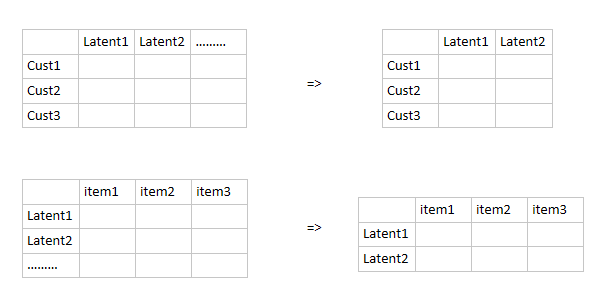 Latent1 Latent2 .........
Cust1
Cust2
Cust3
=>
Latent1 Latent2
Cust1
Cust2
Cust3
item1 item2 item3
Latent1
Latent2
.........
=>
item1 item2 item3
Latent1
Latent2